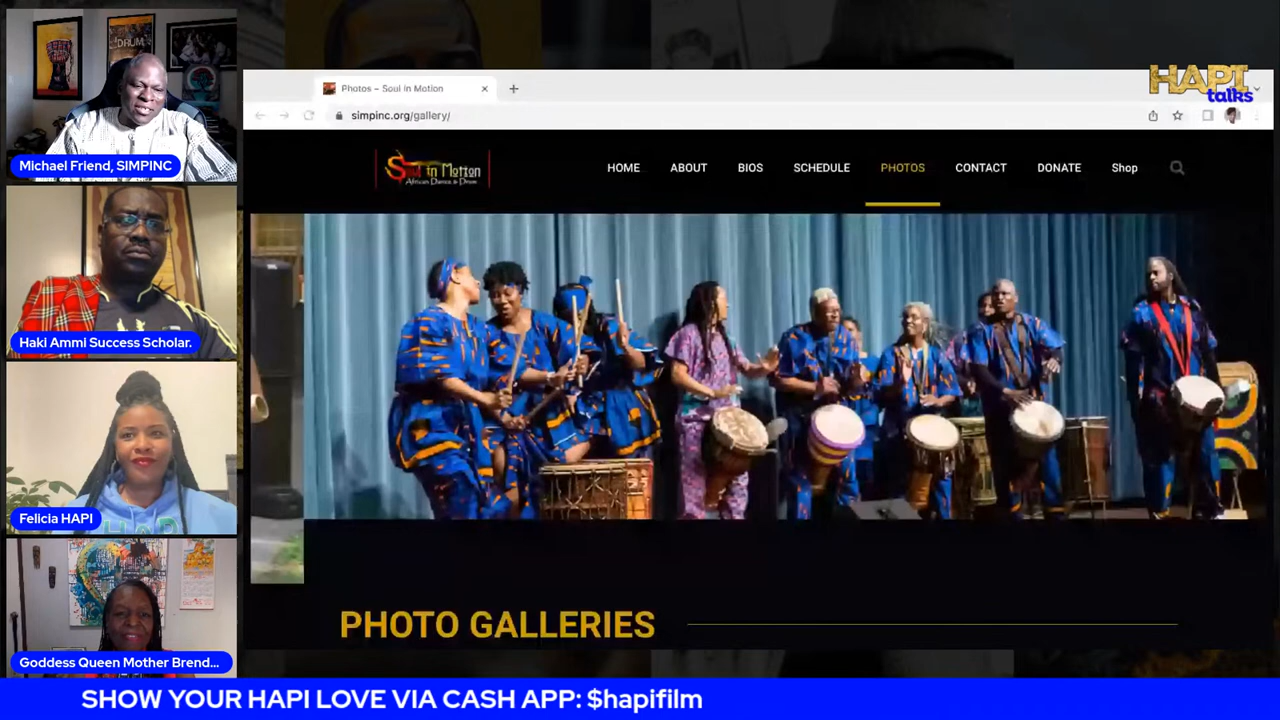 DRUM
Michael Friend, SIMPINC
Haki Ammi Success Scholar.
Felicia HAPI
Goddess Queen Mother Brend...
HAPI
talks
Photos – Soul in Motion
simpinc.org/gallery/
Soul in Motion
African Dance & Drum
HOME ABOUT BIOS SCHEDULE PHOTOS CONTACT DONATE Shop
PHOTO GALLERIES
SHOW YOUR HAPI LOVE VIA CASH APP: $hapifilm